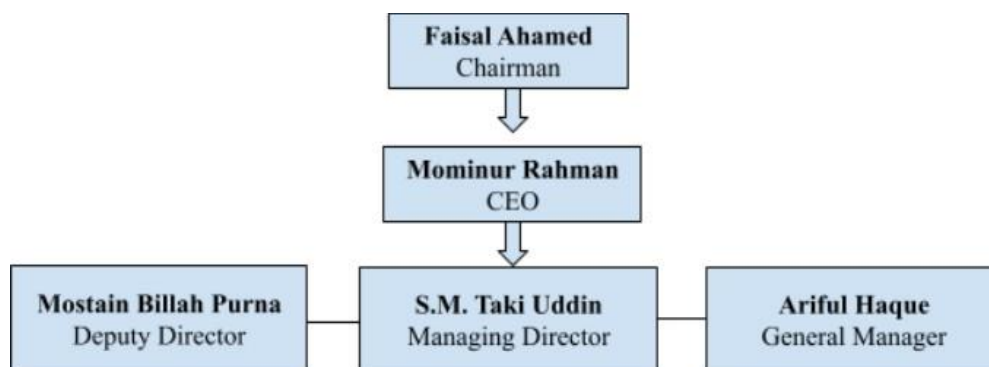 Faisal Ahamed
Chairman
Mominur Rahman
CEO
Mostain Billah Purna
Deputy Director
S.M. Taki Uddin
Managing Director
Ariful Haque
General Manager